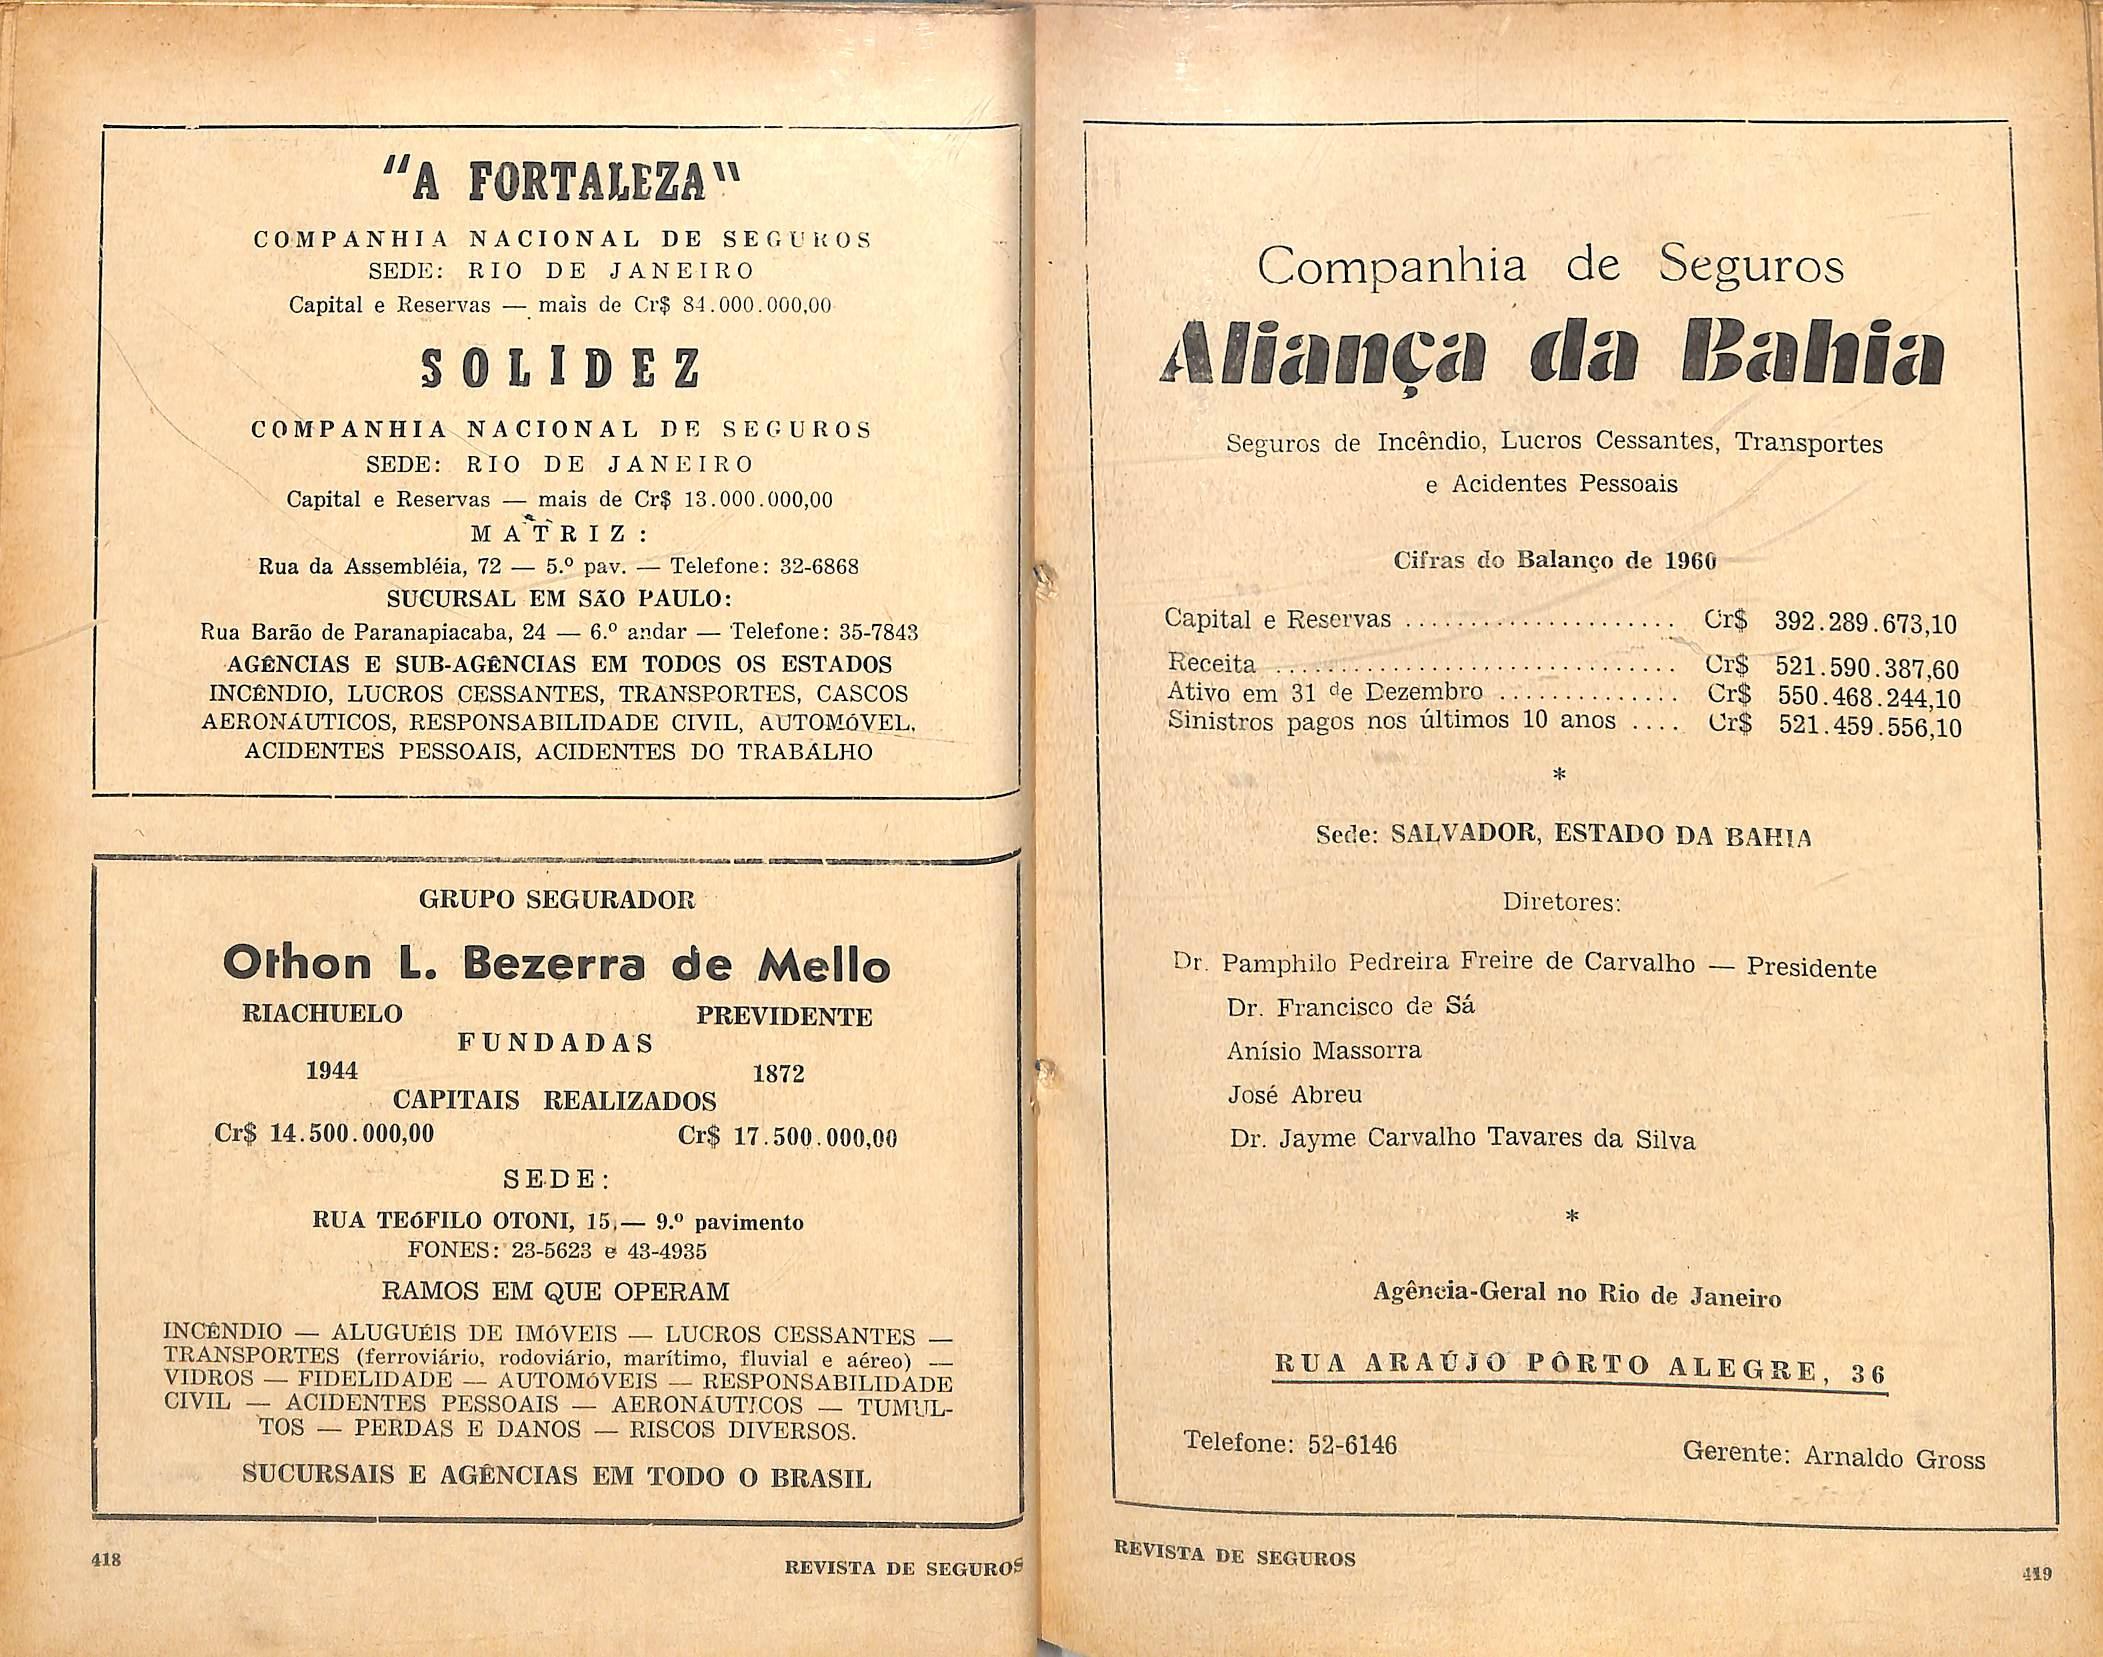 "A FORTALEZA"
COMPANHIA NACIONAL DE SEGUROS
SEDE: RIO DE JANEIRO
Capital e Reservas — mais de Cr$ 84.000.000,00
SOLIDEZ
COMPANHIA NACIONAL DE SEGUROS
SEDE: RIO DE JANEIRO
Capital e Reservas — mais de Cr$ 13.000.000,00
MATRIZ:
Rua da Assembléia, 72 — 5.º pav. — Telefone: 32-6868
SUCURSAL EM SÃO PAULO:
Rua Barão de Paranapiacaba, 24 — 6.º andar — Telefone: 35-7843
AGÊNCIAS E SUB-AGÊNCIAS EM TODOS OS ESTADOS
INCÊNDIO, LUCROS CESSANTES, TRANSPORTES, CASCOS
AERONÁUTICOS, RESPONSABILIDADE CIVIL, AUTOMÓVEL,
ACIDENTES PESSOAIS, ACIDENTES DO TRABALHO
GRUPO SEGURADOR
Othon L. Bezerra de Mello
RIACHUELO PREVIDENTE
FUNDADAS
1944 1872
CAPITAIS REALIZADOS
Cr$ 14.500.000,00 Cr$ 17.500.000,00
SEDE:
RUA TEÓFILO OTONI, 15, — 9.º pavimento
FONES: 23-5623 e 43-4935
RAMOS EM QUE OPERAM
INCÊNDIO — ALUGUÉIS DE IMÓVEIS — LUCROS CESSANTES —
TRANSPORTES (ferroviário, rodoviário, marítimo, fluvial e aéreo) —
VIDROS — FIDELIDADE — AUTOMÓVEIS — RESPONSABILIDADE
CIVIL — ACIDENTES PESSOAIS — AERONÁUTICOS — TUMUL-
TOS — PERDAS E DANOS — RISCOS DIVERSOS.
SUCURSAIS E AGÊNCIAS EM TODO O BRASIL
418 REVISTA DE SEGUROS
Companhia de Seguros
Aliança da Bahia
Seguros de Incêndio, Lucros Cessantes, Transportes
e Acidentes Pessoais
Cifras do Balanço de 1960
Capital e Reservas ..................... Cr$ 392.289.673,10
Receita ................................ Cr$ 521.590.387,60
Ativo em 31 de Dezembro .............. Cr$ 550.468.244,10
Sinistros pagos nos últimos 10 anos .... Cr$ 521.459.556,10
*
Sede: SALVADOR, ESTADO DA BAHIA
Diretores:
Dr. Pamphilo Pedreira Freire de Carvalho — Presidente
Dr. Francisco de Sá
Anísio Massorra
José Abreu
Dr. Jayme Carvalho Tavares da Silva
*
Agência-Geral no Rio de Janeiro
RUA ARAÚJO PÔRTO ALEGRE, 36
Telefone: 52-6146 Gerente: Arnaldo Gross
REVISTA DE SEGUROS 419